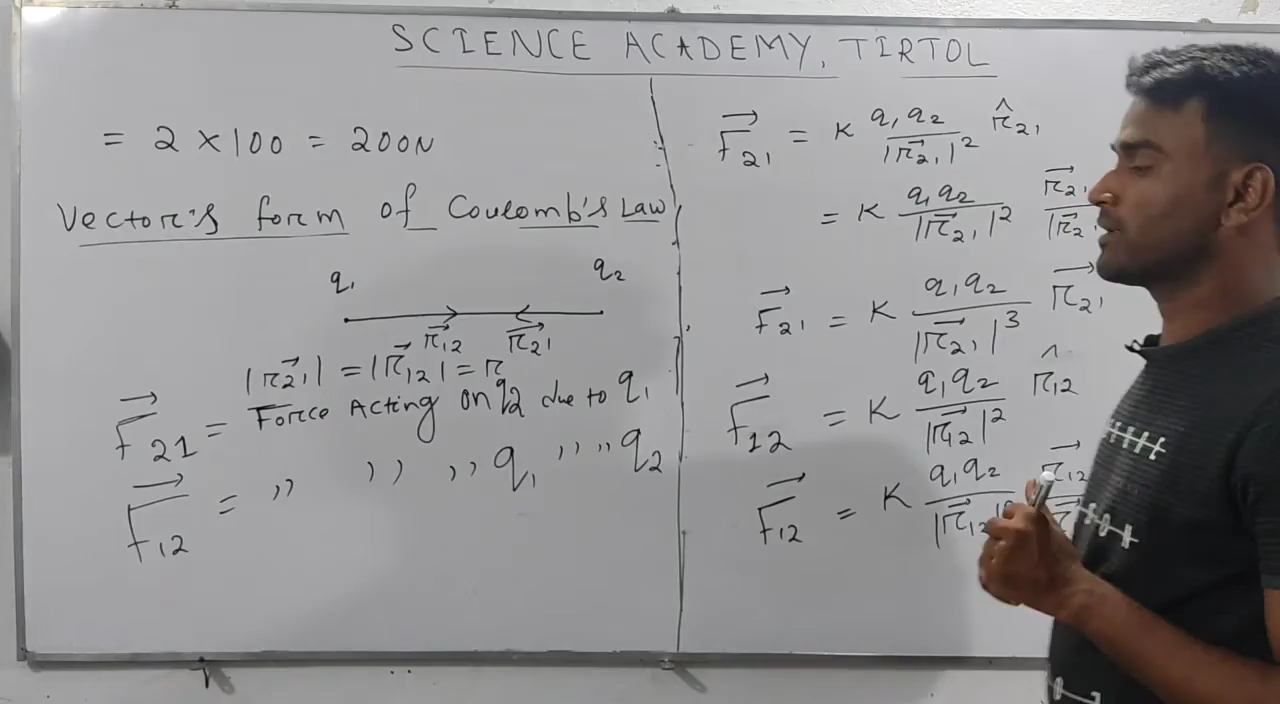 SCIENCE ACADEMY, TIRTOL
= 2 × 100 = 200N
Vector's form of Coulomb's Law
q₁ q₂
r⃗₁₂ r⃗₂₁
|r⃗₂₁| = |r⃗₁₂| = r
F⃗₂₁ = Force Acting on q2 due to q₁
F⃗₁₂ = ,, ,, ,, q₁ ,, ,, q₂
F⃗₂₁ = K q₁q₂ / |r⃗₂₁|² r̂₂₁
= K q₁q₂ / |r⃗₂₁|² r⃗₂₁ / |r⃗₂₁
F⃗₂₁ = K q₁q₂ / |r⃗₂₁|³ r⃗₂₁
F⃗₁₂ = K q₁q₂ / |r⃗₁₂|² r̂₁₂
F⃗₁₂ = K q₁q₂ / |r⃗₁₂| r⃗₁₂